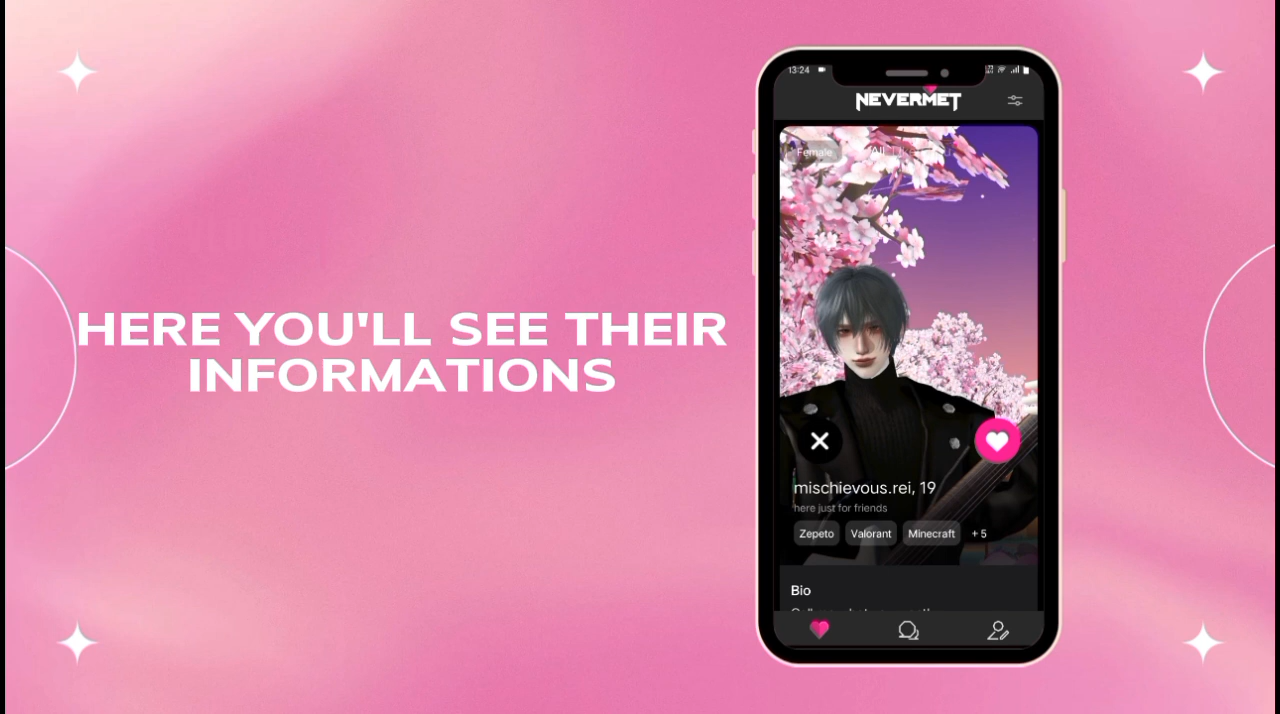 HERE YOU'LL SEE THEIR
INFORMATIONS
13:24
NEVERMET
Female
All
mischievous.rei, 19
here just for friends
Zepeto Valorant Minecraft + 5
Bio